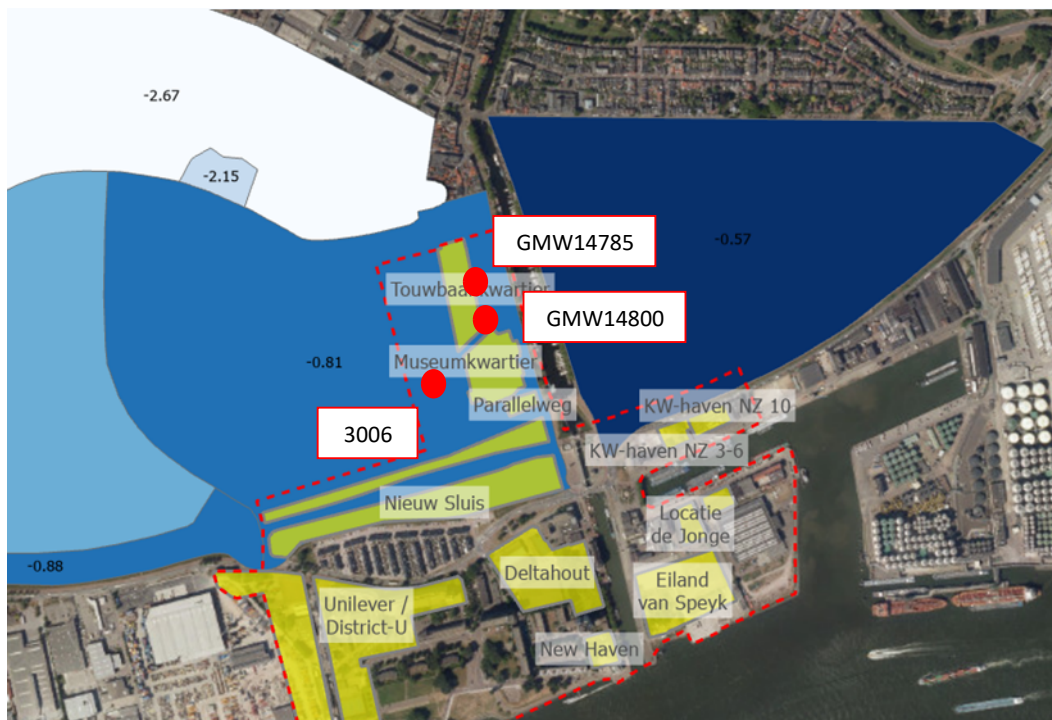 -2.67
-2.15
GMW14785
-0.57
Touwbaankwartier
GMW14800
-0.81
Museumkwartier
Parallelweg
KW-haven NZ 10
3006
KW-haven NZ 3-6
Nieuw Sluis
Locatie
de Jonge
-0.88
Deltahout
Eiland
van Speyk
Unilever /
District-U
New Haven